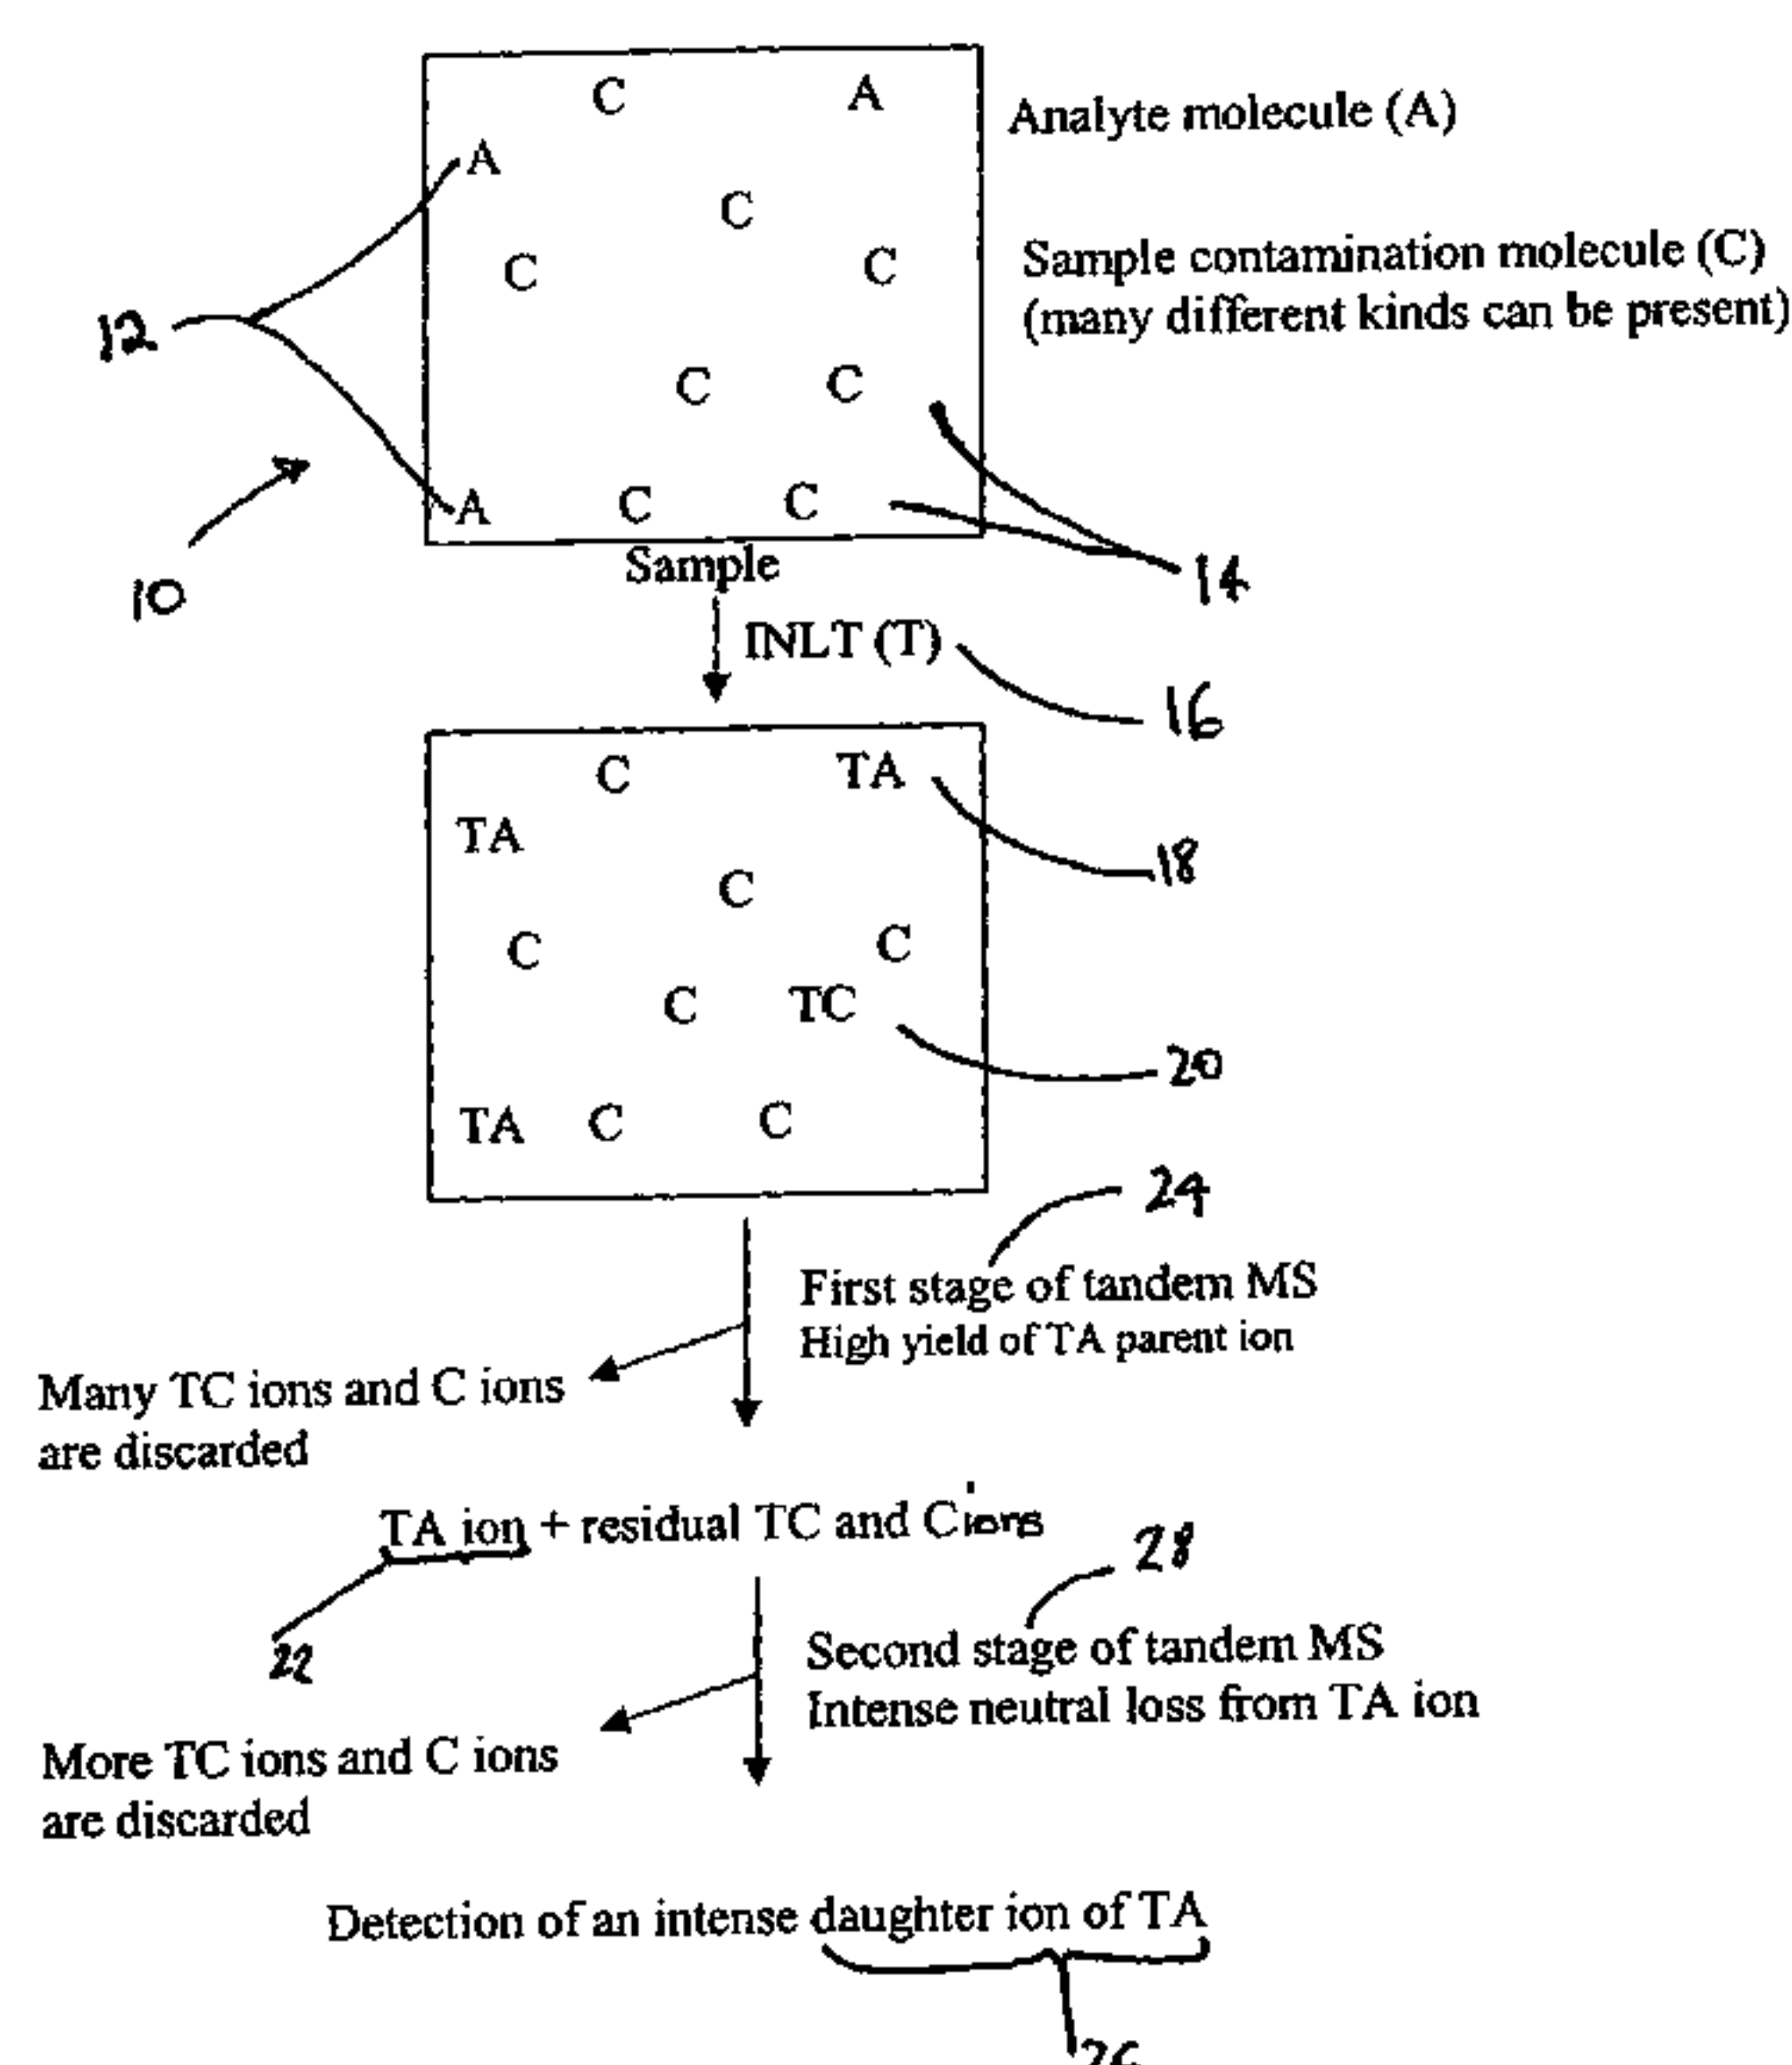 C A
Analyte molecule (A)
A
C
C C
Sample contamination molecule (C)
(many different kinds can be present)
12
C C
A C C
Sample
10
14
INLT (T)
16
C TA
TA
18
C
C C
C TC
20
TA C C
24
First stage of tandem MS
High yield of TA parent ion
Many TC ions and C ions
are discarded
TA ion + residual TC and C ions
28
22
Second stage of tandem MS
Intense neutral loss from TA ion
More TC ions and C ions
are discarded
Detection of an intense daughter ion of TA
26